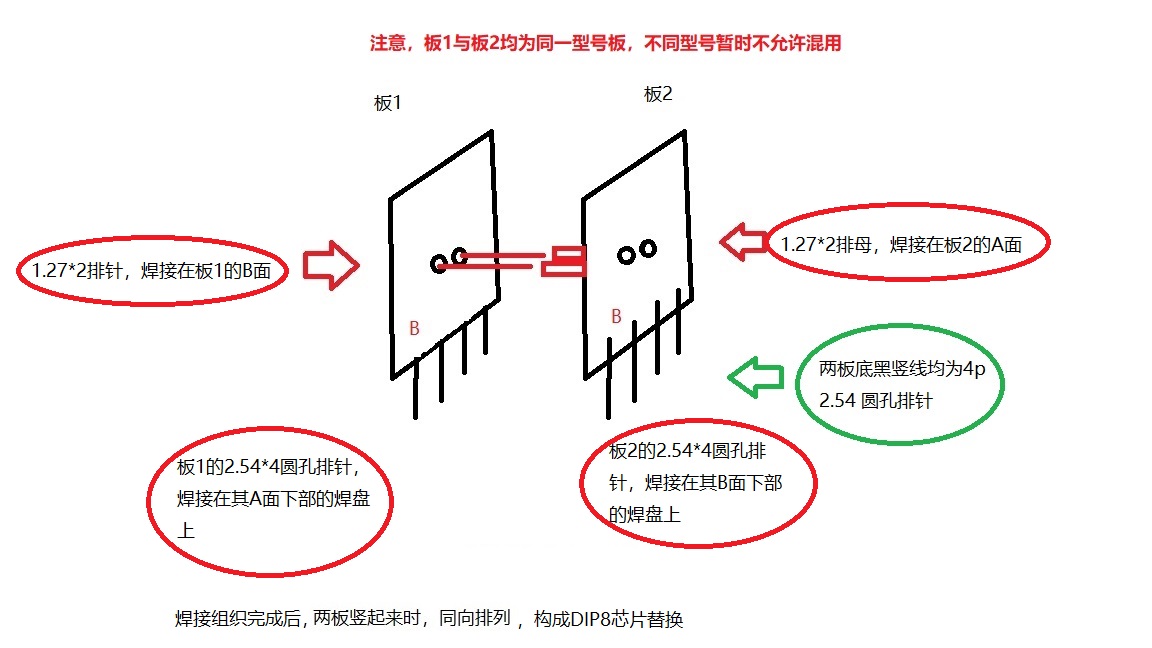 注意，板1与板2均为同一型号板，不同型号暂时不允许混用
板1
板2
1.27*2排针，焊接在板1的B面
1.27*2排母，焊接在板2的A面
B
B
两板底黑竖线均为4p
2.54 圆孔排针
板1的2.54*4圆孔排针，
焊接在其A面下部的焊盘
上
板2的2.54*4圆孔排
针，焊接在其B面下部
的焊盘上
焊接组织完成后, 两板竖起来时，同向排列 ，构成DIP8芯片替换